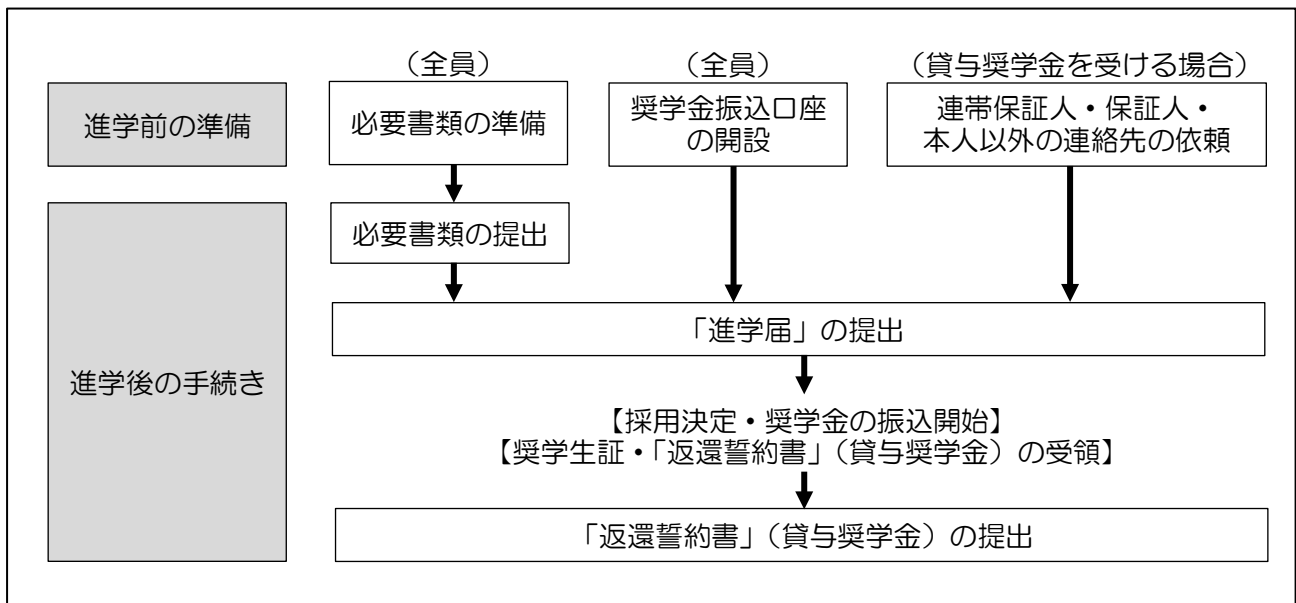 (全員)
(全員)
(貸与奨学金を受ける場合)
進学前の準備
必要書類の準備
奨学金振込口座
の開設
連帯保証人・保証人・
本人以外の連絡先の依頼
進学後の手続き
必要書類の提出
「進学届」の提出
【採用決定・奨学金の振込開始】
【奨学生証・「返還誓約書」(貸与奨学金)の受領】
「返還誓約書」(貸与奨学金)の提出